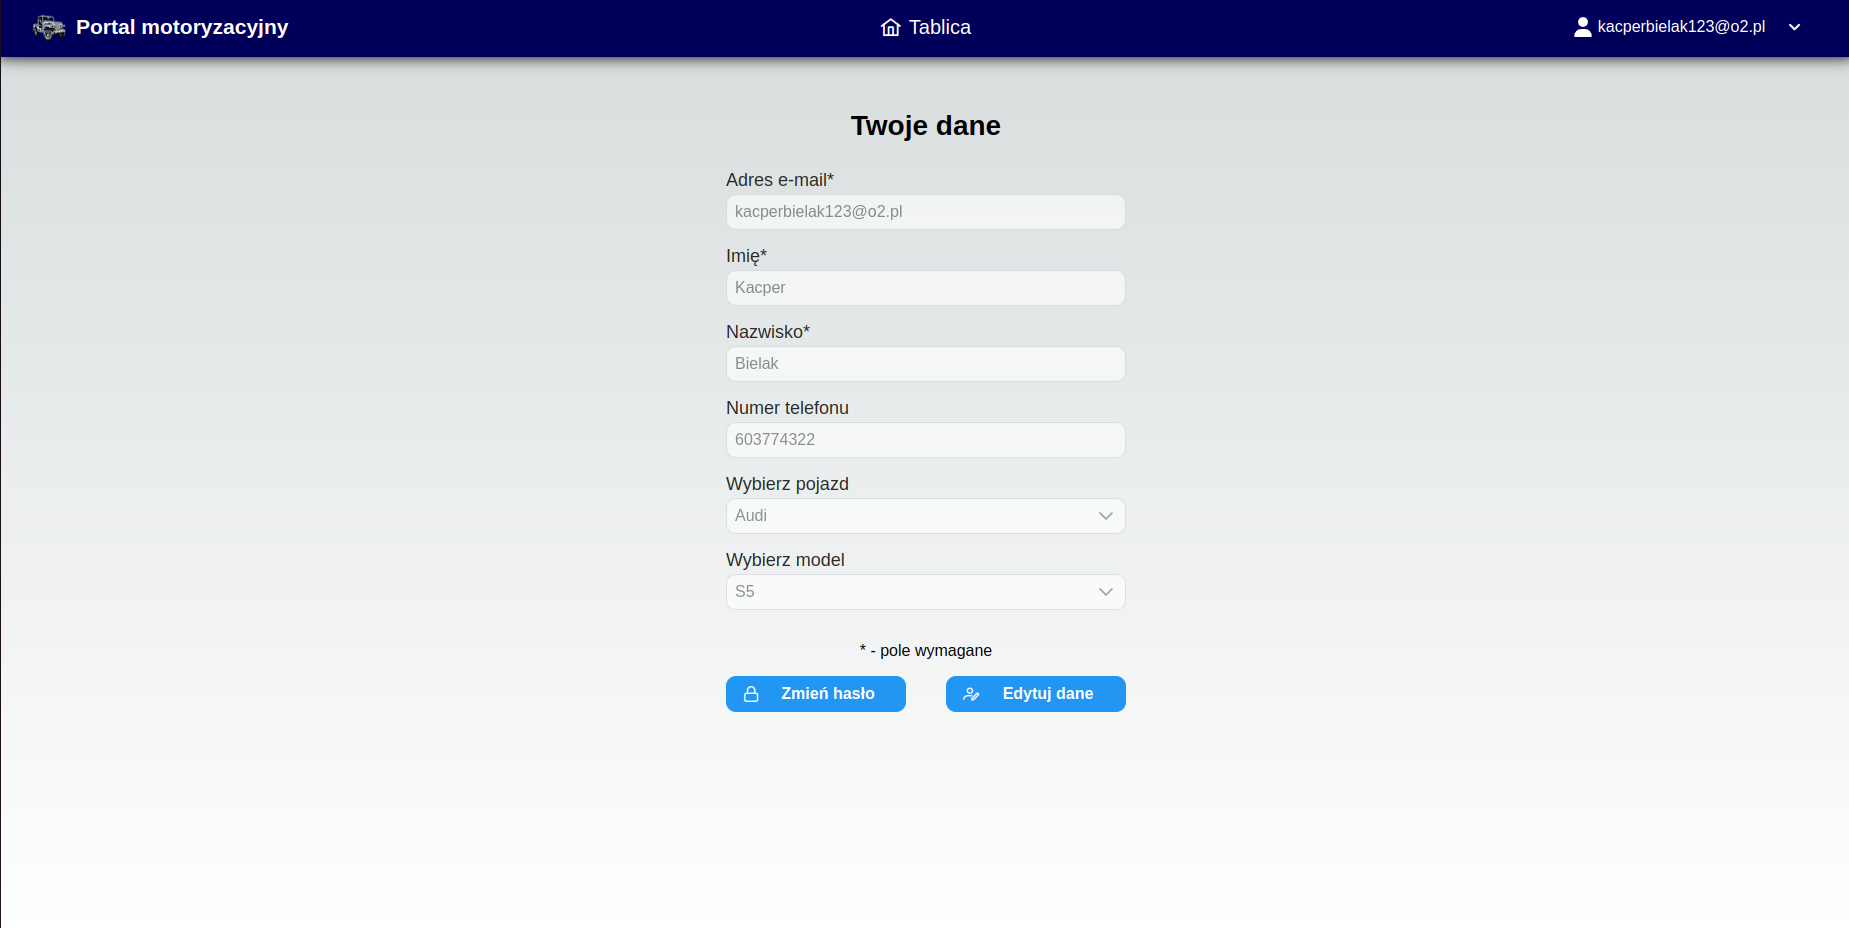 Portal motoryzacyjny
Tablica
kacperbielak123@o2.pl
Twoje dane
Adres e-mail*
kacperbielak123@o2.pl
Imię*
Kacper
Nazwisko*
Bielak
Numer telefonu
603774322
Wybierz pojazd
Audi
Wybierz model
S5
* - pole wymagane
Zmień hasło
Edytuj dane